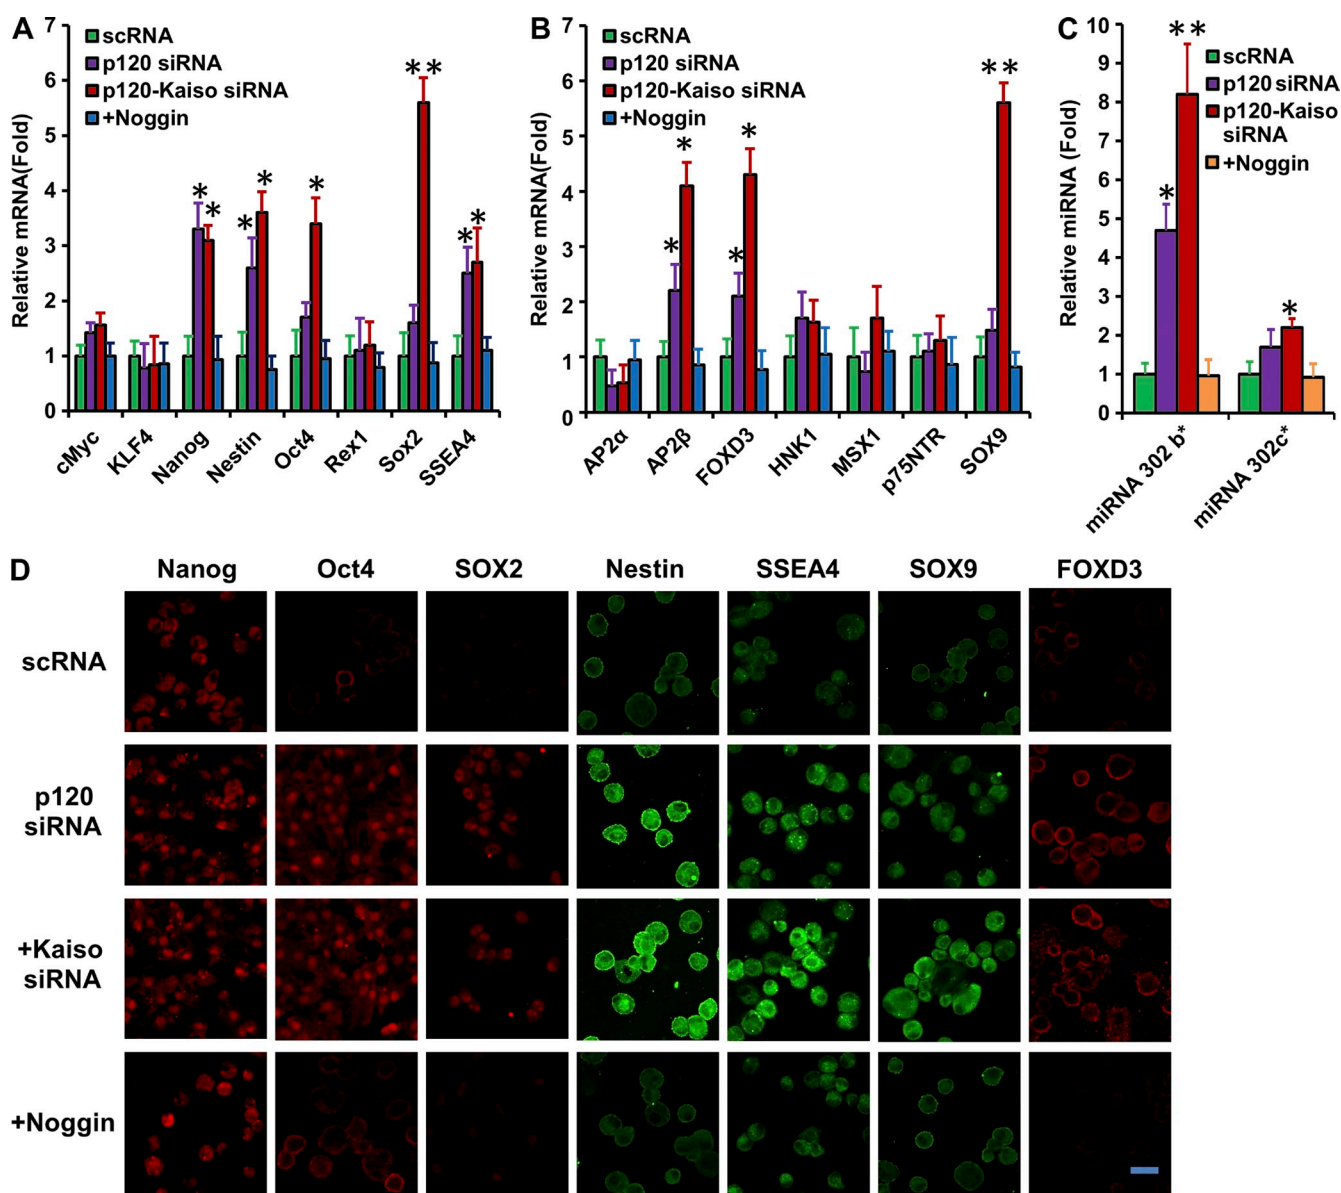 A
Relative mRNA(Fold)
7
6
5
4
3
2
1
0
scRNA
p120 siRNA
p120-Kaiso siRNA
+Noggin
*
*
*
*
*
**
*
*
cMyc
KLF4
Nanog
Nestin
Oct4
Rex1
Sox2
SSEA4
B
Relative mRNA(Fold)
7
6
5
4
3
2
1
0
scRNA
p120 siRNA
p120-Kaiso siRNA
+Noggin
*
*
*
*
**
AP2α
AP2β
FOXD3
HNK1
MSX1
p75NTR
SOX9
C
Relative miRNA (Fold)
10
9
8
7
6
5
4
3
2
1
0
scRNA
p120 siRNA
p120-Kaiso
siRNA
+Noggin
*
**
*
miRNA 302 b*
miRNA 302c*
D
Nanog Oct4 SOX2 Nestin SSEA4 SOX9 FOXD3
scRNA
p120
siRNA
+Kaiso
siRNA
+Noggin